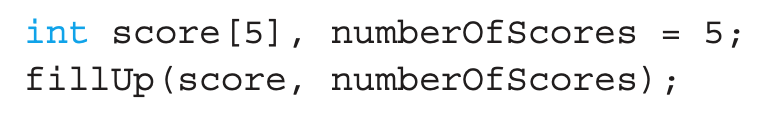 int score[5], numberOfScores = 5;
fillUp(score, numberOfScores);